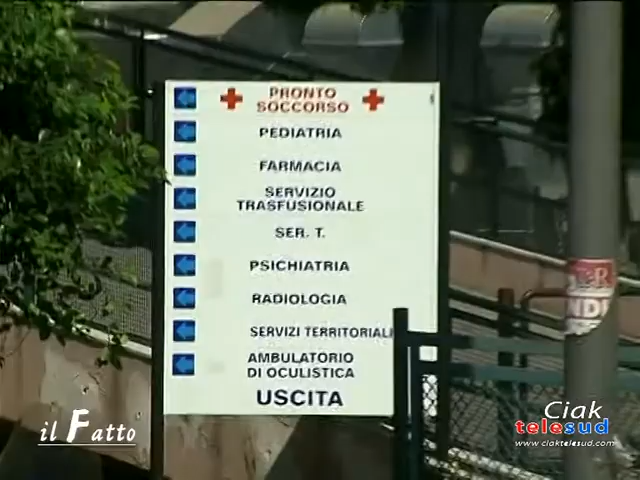 PRONTO
SOCCORSO
PEDIATRIA
FARMACIA
SERVIZIO
TRASFUSIONALE
SER. T.
PSICHIATRIA
RADIOLOGIA
SERVIZI TERRITORIALI
AMBULATORIO
DI OCULISTICA
USCITA
il Fatto
Ciak
telesud
www.ciaktelesud.com